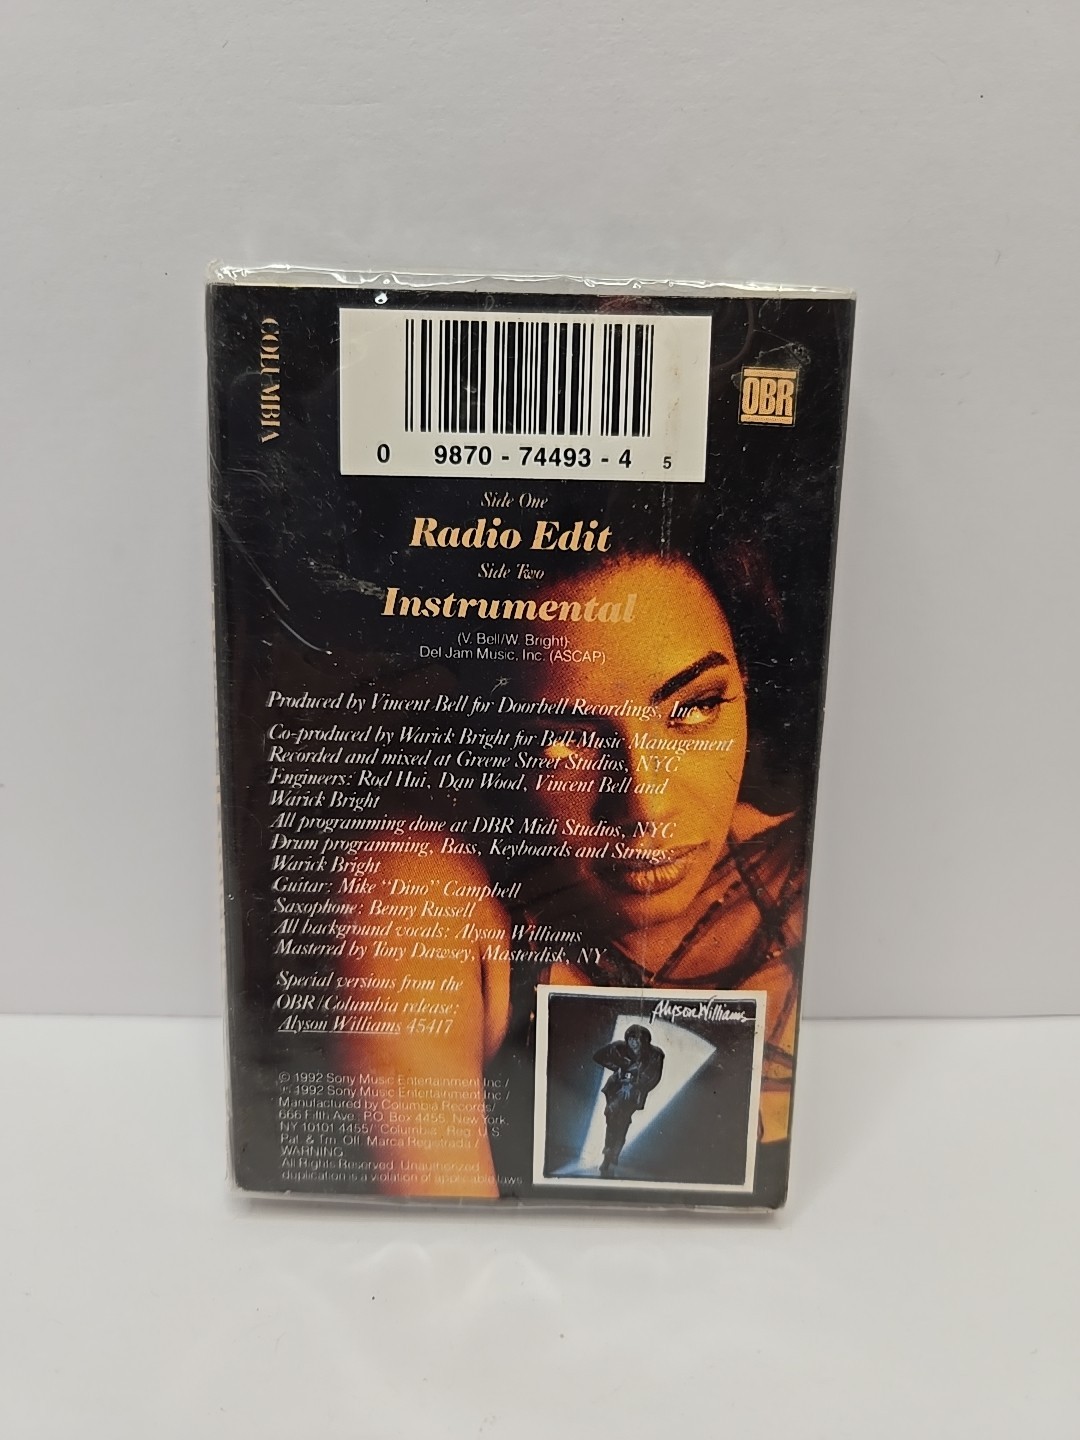 COLUMBIA
OBR
0 9870 - 74493 - 4 5
Side One
Radio Edit
Side Two
Instrumental
(V. Bell/W. Bright)
Def Jam Music, Inc. (ASCAP)
Produced by Vincent Bell for Doorbell Recordings, Inc.
Co-produced by Warick Bright for Bell Music Management
Recorded and mixed at Greene Street Studios, NYC
Engineers: Rod Hui, Dan Wood, Vincent Bell and
Warick Bright
All programming done at DBR Midi Studios, NYC
Drum programming, Bass, Keyboards and Strings:
Warick Bright
Guitar: Mike "Dino" Campbell
Saxophone: Benny Russell
All background vocals: Alyson Williams
Mastered by Tony Dawsey, Masterdisk, NY
Special versions from the
OBR/Columbia release:
Alyson Williams 45417
Alyson Williams
© 1992 Sony Music Entertainment Inc./
℗ 1992 Sony Music Entertainment Inc./
Manufactured by Columbia Records/
666 Fifth Ave., P.O. Box 4455, New York,
NY 10101-4455/"Columbia" Reg. U.S.
Pat. & Tm. Off. Marca Registrada./
WARNING:
All Rights Reserved. Unauthorized
duplication is a violation of applicable laws.